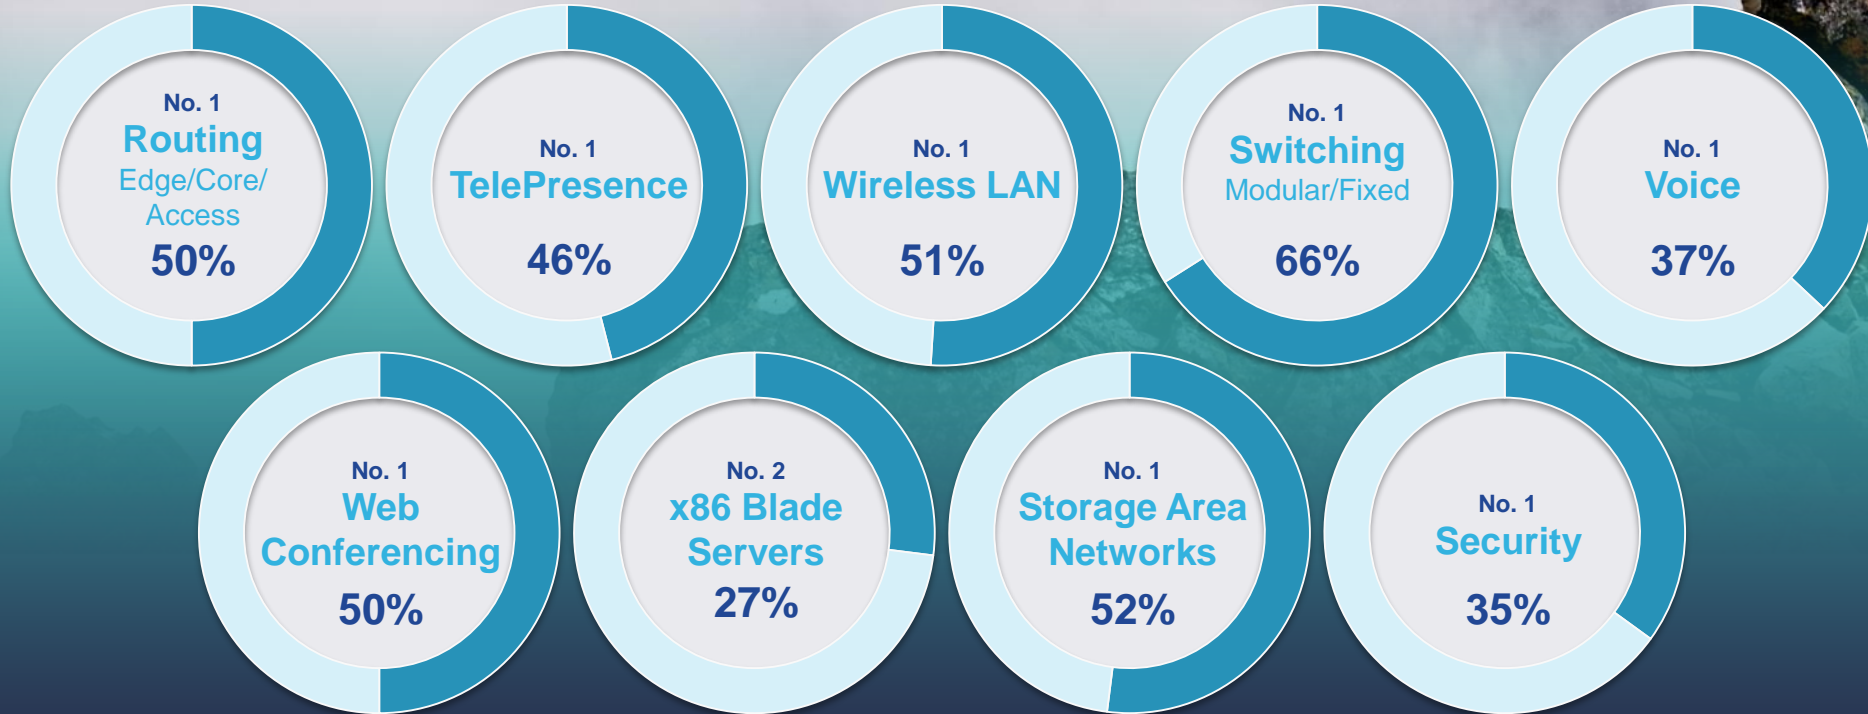 No. 1
Routing
Edge/Core/
Access
50%
No. 1
TelePresence
46%
No. 1
Wireless LAN
51%
No. 1
Switching
Modular/Fixed
66%
No. 1
Voice
37%
No. 1
Web
Conferencing
50%
No. 2
x86 Blade
Servers
27%
No. 1
Storage Area
Networks
52%
No. 1
Security
35%